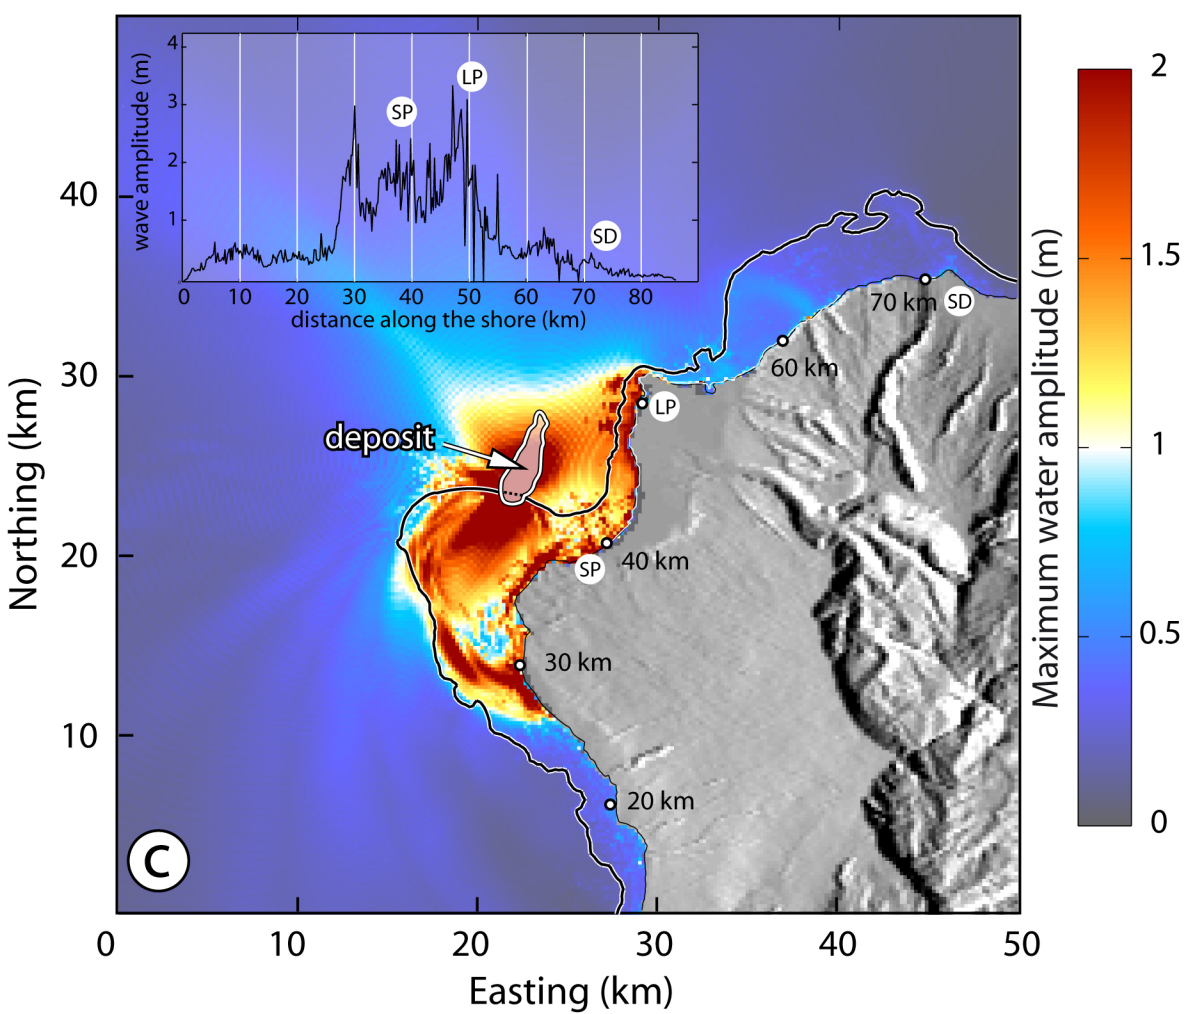 4
3
2
1
wave amplitude (m)
SP
LP
SD
0 10 20 30 40 50 60 70 80
distance along the shore (km)
2
1.5
1
0.5
0
Maximum water amplitude (m)
40
30
20
10
Northing (km)
deposit
70 km
SD
60 km
LP
40 km
SP
30 km
20 km
C
0 10 20 30 40 50
Easting (km)